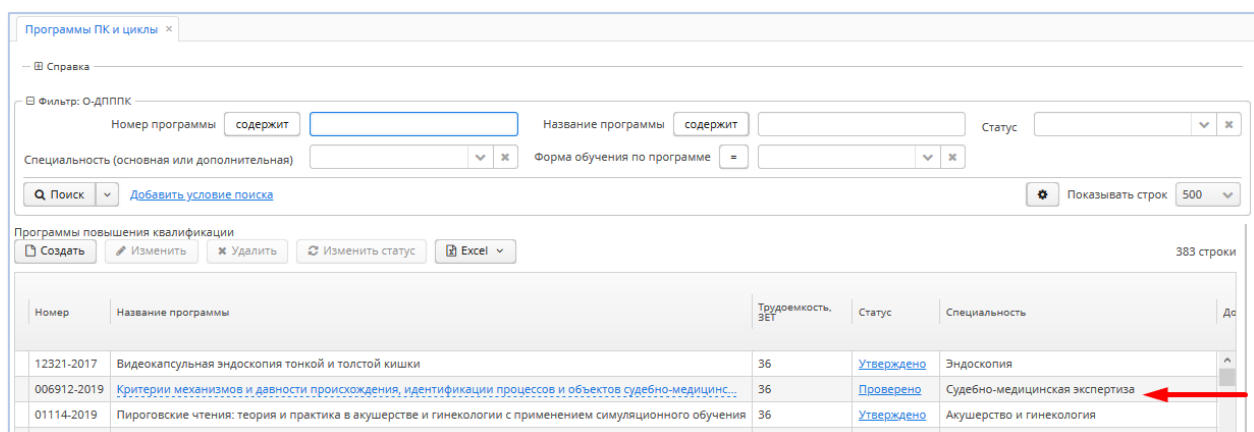 Программы ПК и циклы ×
Справка
Фильтр: О-ДПППК
Номер программы содержит Название программы содержит Статус
Специальность (основная или дополнительная) Форма обучения по программе =
Поиск Добавить условие поиска Показывать строк 500
Программы повышения квалификации
Создать Изменить Удалить Изменить статус Excel 383 строки
Номер Название программы Трудоемкость, ЗЕТ Статус Специальность До
12321-2017 Видеокапсульная эндоскопия тонкой и толстой кишки 36 Утверждено Эндоскопия
006912-2019 Критерии механизмов и давности происхождения, идентификации процессов и объектов судебно-медицинс... 36 Проверено Судебно-медицинская экспертиза
01114-2019 Пироговские чтения: теория и практика в акушерстве и гинекологии с применением симуляционного обучения 36 Утверждено Акушерство и гинекология